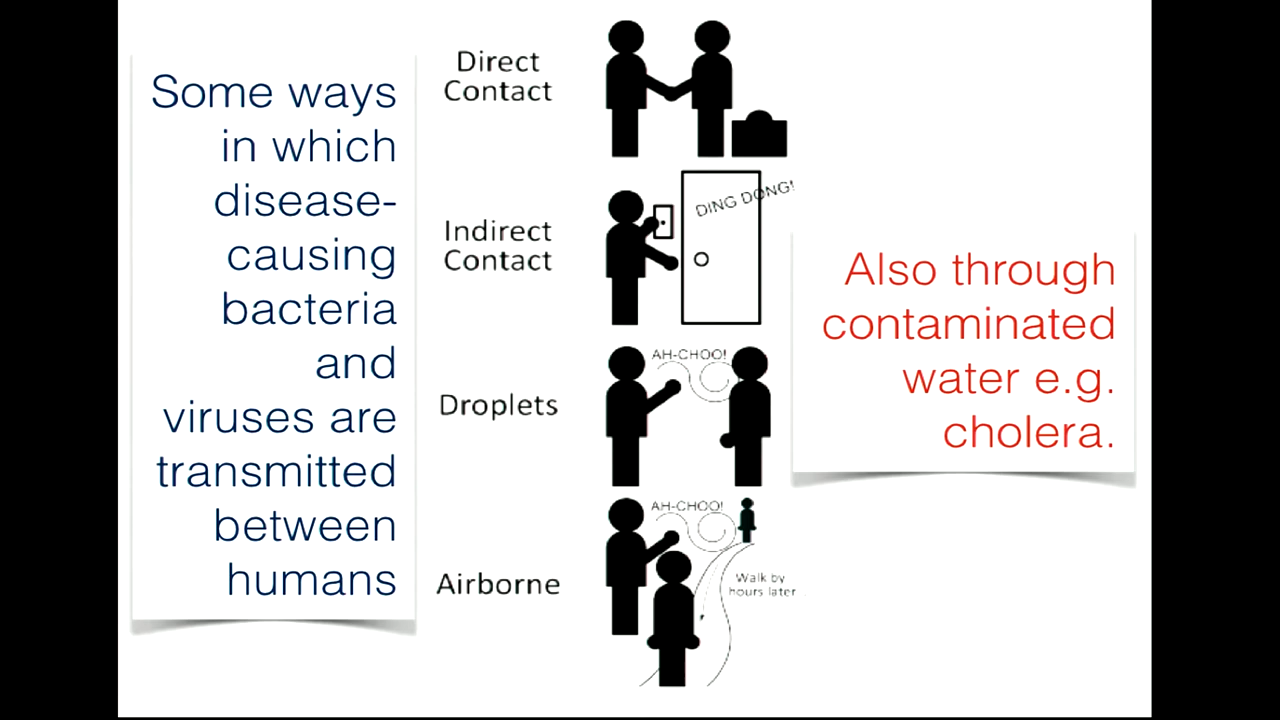 Some ways
in which
disease-
causing
bacteria
and
viruses are
transmitted
between
humans
Direct
Contact
Indirect
Contact
DING DONG!
Droplets
AH-CHOO!
Airborne
AH-CHOO!
Walk by
hours later...
Also through
contaminated
water e.g.
cholera.